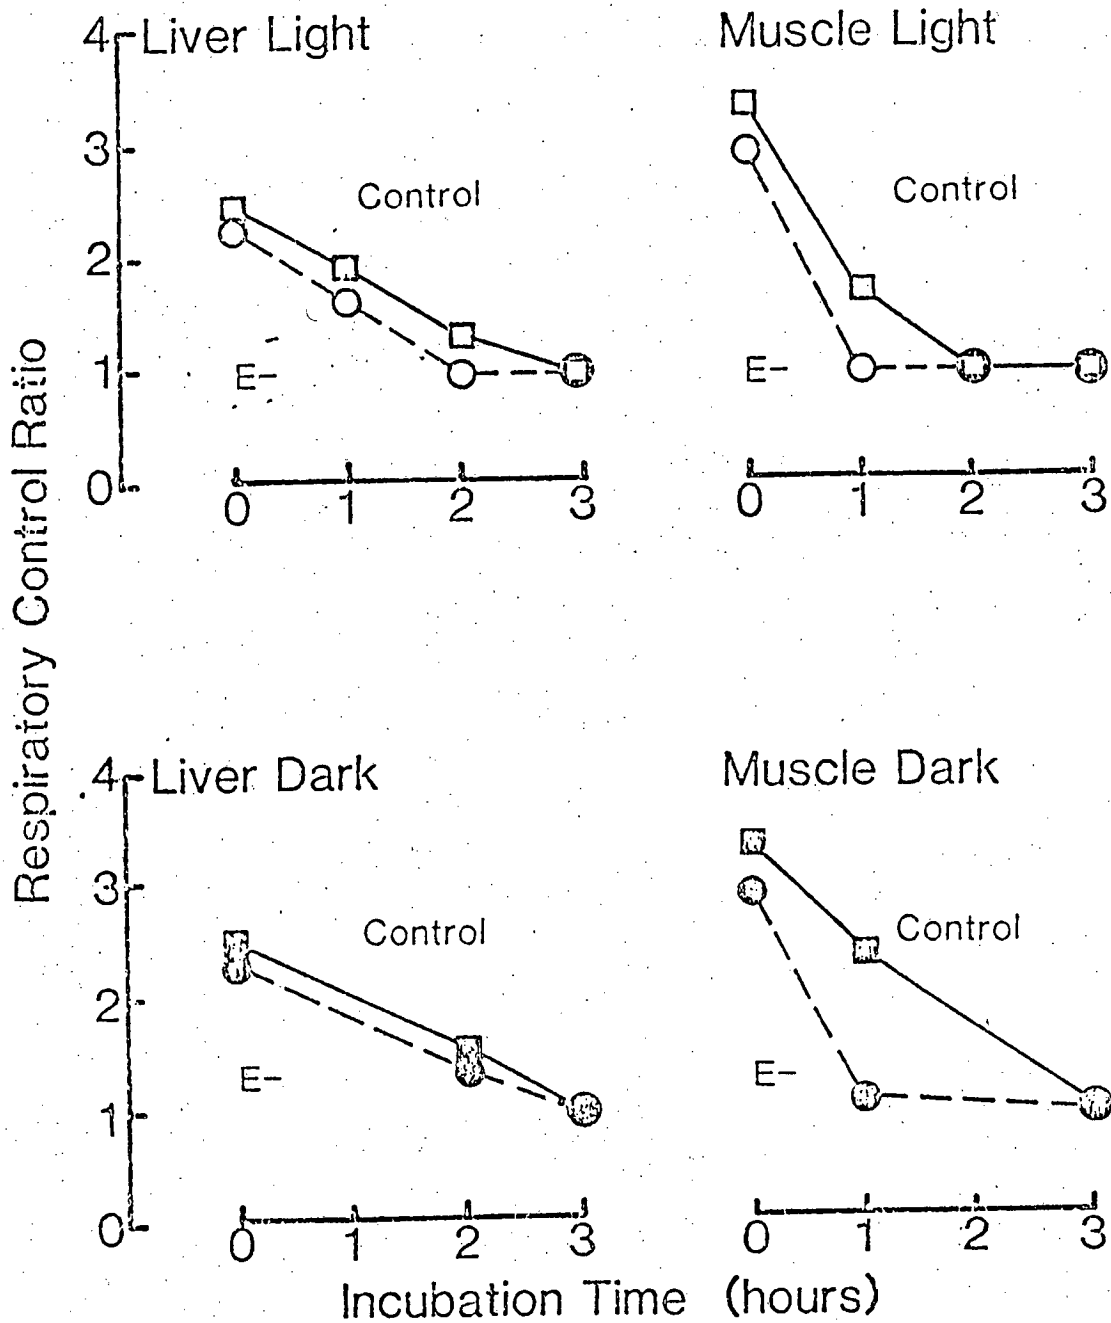 Respiratory Control Ratio
4 Liver Light
3
2
1
0
Control
E-
0 1 2 3
Muscle Light
Control
E-
0 1 2 3
4 Liver Dark
3
2
1
0
Control
E-
0 1 2 3
Muscle Dark
Control
E-
0 1 2 3
Incubation Time (hours)